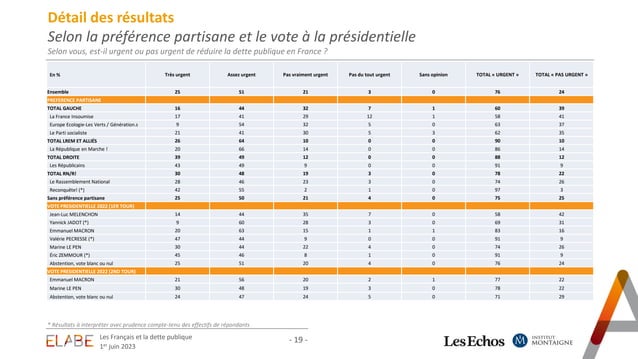 Détail des résultats
Selon la préférence partisane et le vote à la présidentielle
Selon vous, est-il urgent ou pas urgent de réduire la dette publique en France ?
En % Très urgent Assez urgent Pas vraiment urgent Pas du tout urgent Sans opinion TOTAL « URGENT » TOTAL « PAS URGENT »
Ensemble 25 51 21 3 0 76 24
PREFERENCE PARTISANE
TOTAL GAUCHE 16 44 32 7 1 60 39
La France Insoumise 17 41 29 12 1 58 41
Europe Ecologie-Les Verts / Génération.s 9 54 32 5 0 63 37
Le Parti socialiste 21 41 30 5 3 62 35
TOTAL LREM ET ALLIÉS 26 64 10 0 0 90 10
La République en Marche ! 20 66 14 0 0 86 14
TOTAL DROITE 39 49 12 0 0 88 12
Les Républicains 43 49 9 0 0 91 9
TOTAL RN/R! 30 48 19 3 0 78 22
Le Rassemblement National 28 46 23 3 0 74 26
Reconquête! (*) 42 55 2 1 0 97 3
Sans préférence partisane 25 50 21 4 0 75 25
VOTE PRESIDENTIELLE 2022 (1ER TOUR)
Jean-Luc MELENCHON 14 44 35 7 0 58 42
Yannick JADOT (*) 9 60 28 3 0 69 31
Emmanuel MACRON 20 63 15 1 1 83 16
Valérie PECRESSE (*) 47 44 9 0 0 91 9
Marine LE PEN 30 44 22 4 0 74 26
Éric ZEMMOUR (*) 45 46 8 1 0 91 9
Abstention, vote blanc ou nul 25 51 20 4 0 76 24
VOTE PRESIDENTIELLE 2022 (2ND TOUR)
Emmanuel MACRON 21 56 20 2 1 77 22
Marine LE PEN 30 48 19 3 0 78 22
Abstention, vote blanc ou nul 24 47 24 5 0 71 29
* Résultats à interpréter avec prudence compte-tenu des effectifs de répondants
ELABE Les Français et la dette publique
1er juin 2023
- 19 -
Les Echos
M INSTITUT
MONTAIGNE